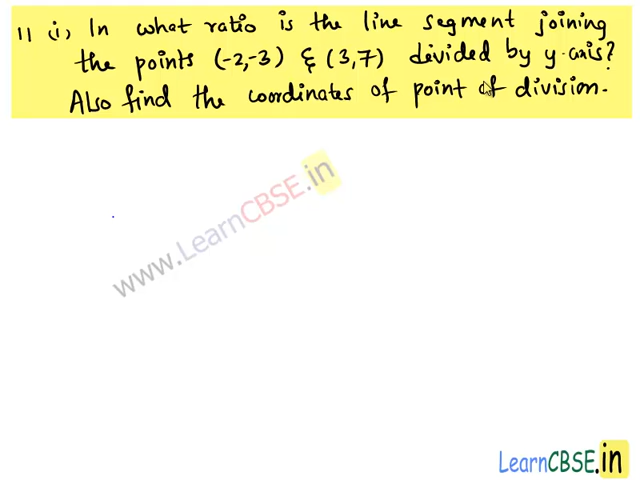 11 (i) In what ratio is the line segment joining
the points (-2,-3) & (3,7) divided by y-axis?
Also find the coordinates of point of division.
www.LearnCBSE.in
LearnCBSE.in